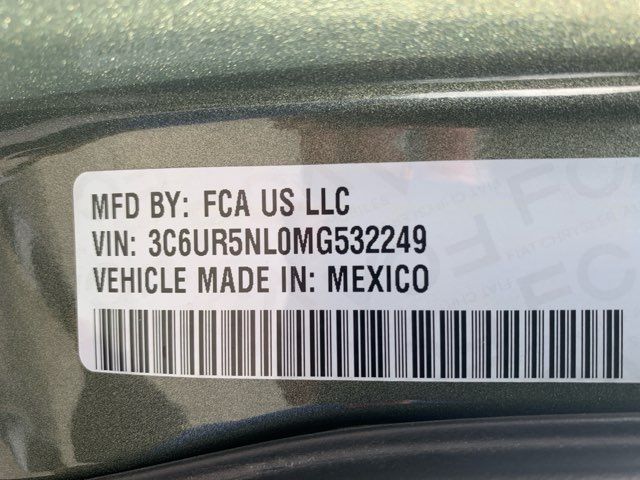 MFD BY: FCA US LLC
VIN: 3C6UR5NL0MG532249
VEHICLE MADE IN: MEXICO